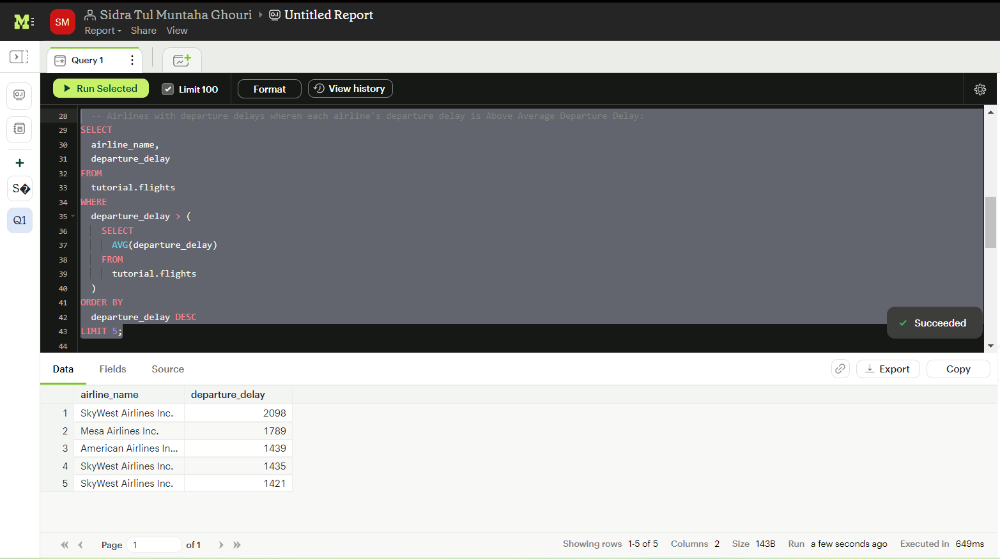 M
SM Sidra Tul Muntaha Ghouri Untitled Report
Report Share View
Query 1
Run Selected Limit 100 Format View history
28 -- Airlines with departure delays wheren each airline's departure delay is Above Average Departure Delay:
29 SELECT
30 airline_name,
31 departure_delay
32 FROM
33 tutorial.flights
34 WHERE
35 departure_delay > (
36 SELECT
37 AVG(departure_delay)
38 FROM
39 tutorial.flights
40 )
41 ORDER BY
42 departure_delay DESC
43 LIMIT 5;
44
S�
Q1
Succeeded
Data Fields Source Export Copy
airline_name departure_delay
1 SkyWest Airlines Inc. 2098
2 Mesa Airlines Inc. 1789
3 American Airlines In... 1439
4 SkyWest Airlines Inc. 1435
5 SkyWest Airlines Inc. 1421
Page 1 of 1 Showing rows 1-5 of 5 Columns 2 Size 143B Run a few seconds ago Executed in 649ms